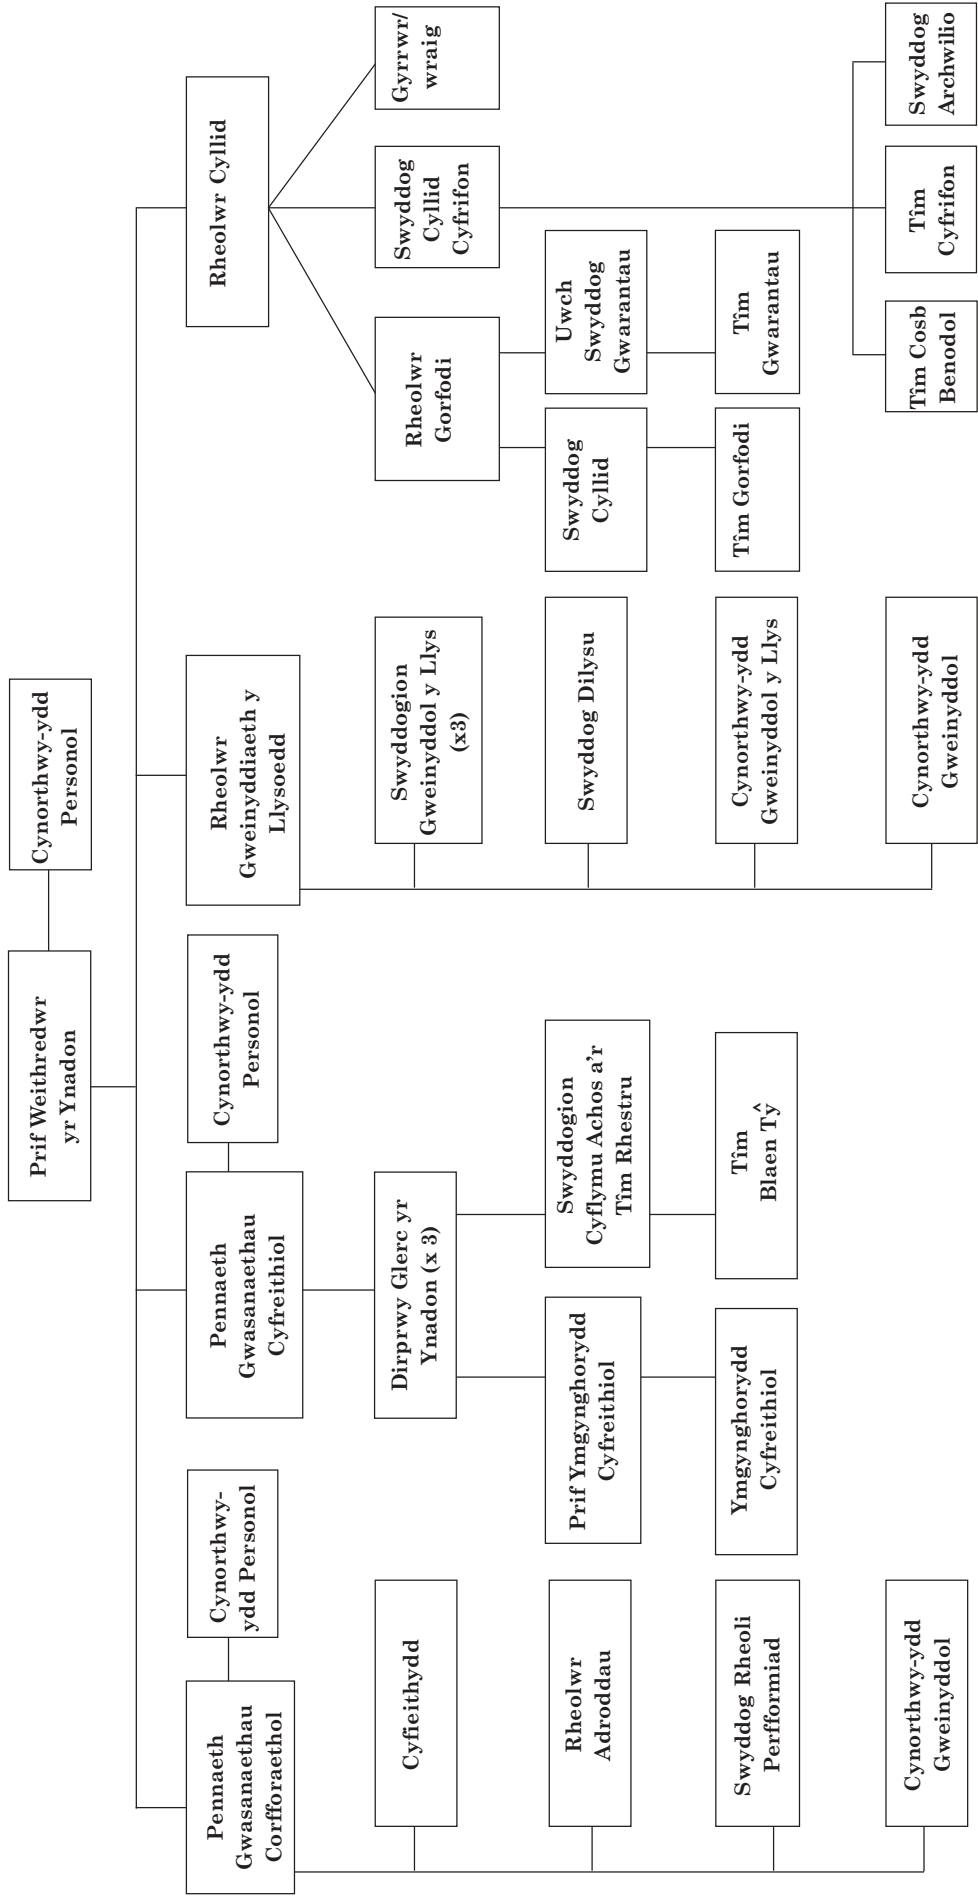 Prif Weithredwr
yr Ynadon
Cynorthwy-ydd
Personol
Pennaeth
Gwasanaethau
Corfforaethol
Cynorthwy-
ydd Personol
Pennaeth
Gwasanaethau
Cyfreithiol
Cynorthwy-ydd
Personol
Rheolwr
Gweinyddiaeth y
Llysoedd
Rheolwr Cyllid
Cyfieithydd
Dirprwy Glerc yr
Ynadon (x 3)
Swyddogion
Gweinyddol y Llys
(x3)
Rheolwr
Gorfodi
Swyddog
Cyllid
Cyfrifon
Gyrrwr/
wraig
Rheolwr
Adroddau
Prif Ymgynghorydd
Cyfreithiol
Swyddogion
Cyflymu Achos a'r
Tîm Rhestru
Swyddog Dilysu
Swyddog
Cyllid
Uwch
Swyddog
Gwarantau
Swyddog Rheoli
Perfformiad
Ymgynghorydd
Cyfreithiol
Tîm
Blaen Tŷ
Cynorthwy-ydd
Gweinyddol y Llys
Tîm Gorfodi
Tîm
Gwarantau
Cynorthwy-ydd
Gweinyddol
Cynorthwy-ydd
Gweinyddol
Tîm Cosb
Benodol
Tîm
Cyfrifon
Swyddog
Archwilio